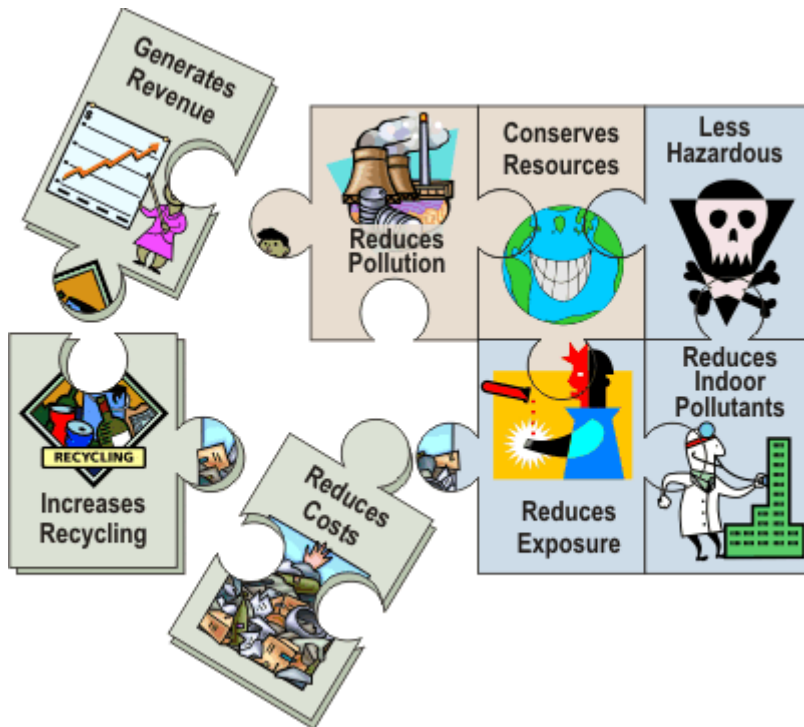 Generates
Revenue
$
Reduces
Pollution
Conserves
Resources
Less
Hazardous
RECYCLING
Increases
Recycling
Reduces
Costs
Reduces
Exposure
Reduces
Indoor
Pollutants